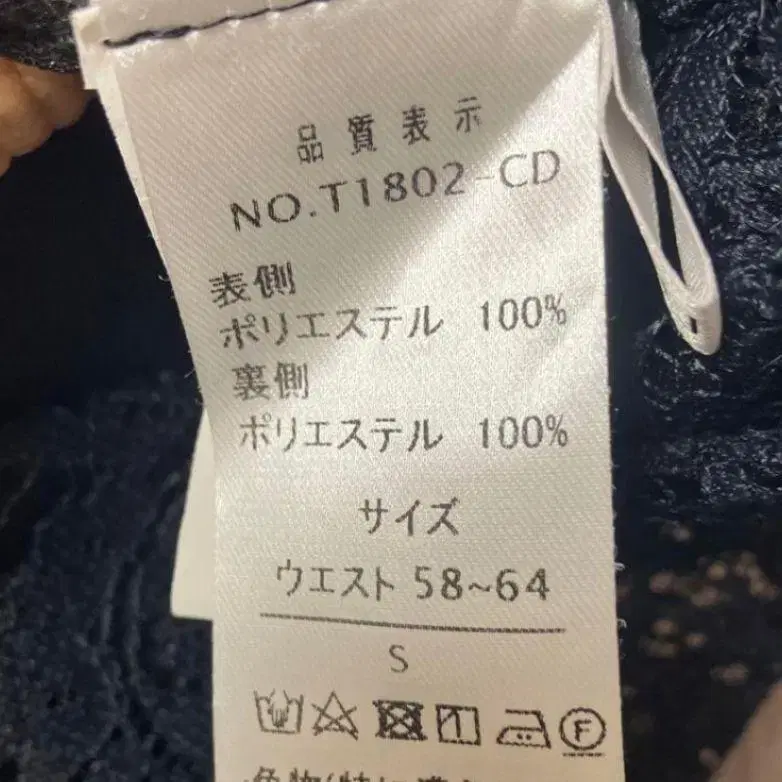 品質表示
NO.T1802-CD
表側
ポリエステル 100%
裏側
ポリエステル 100%
サイズ
ウエスト 58~64
S
F